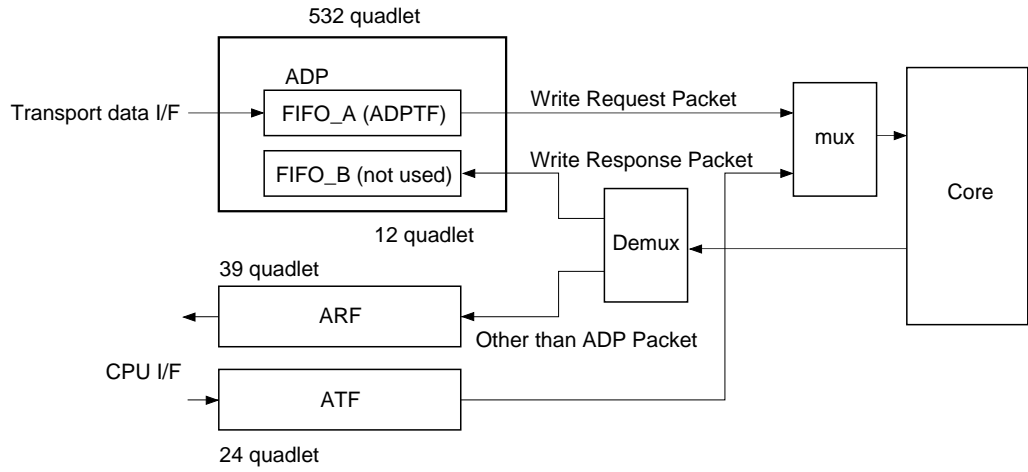 532 quadlet
ADP
Transport data I/F
FIFO_A (ADPTF)
Write Request Packet
mux
FIFO_B (not used)
Write Response Packet
Core
12 quadlet
Demux
39 quadlet
ARF
Other than ADP Packet
CPU I/F
ATF
24 quadlet